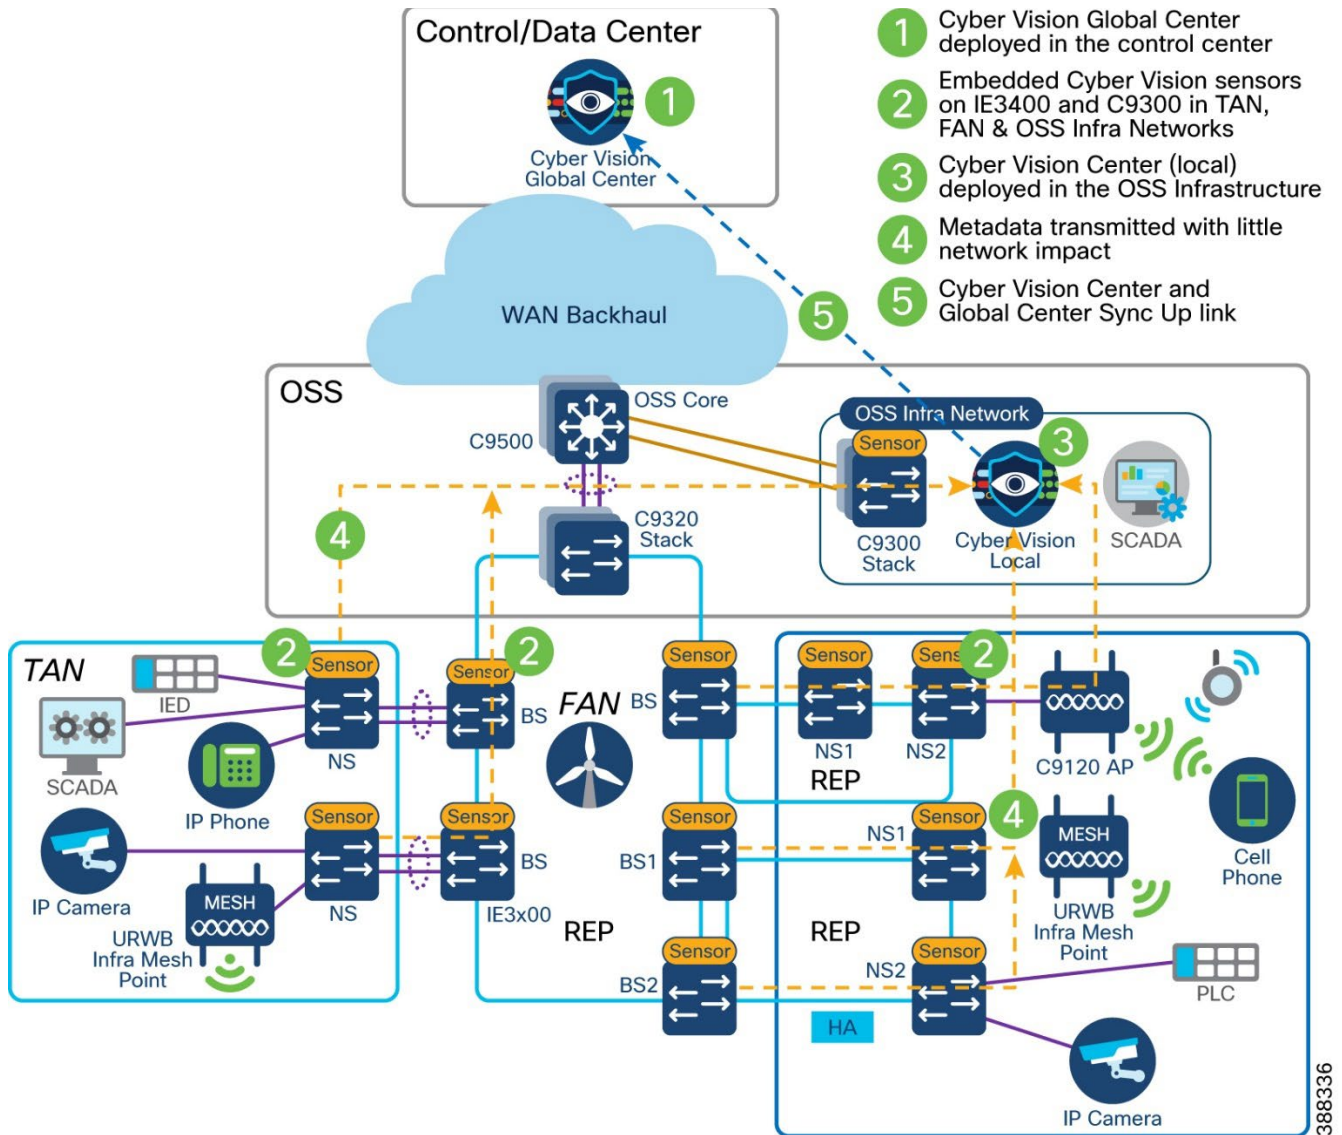 Control/Data Center
1
Cyber Vision
Global Center
1 Cyber Vision Global Center
deployed in the control center
2 Embedded Cyber Vision sensors
on IE3400 and C9300 in TAN,
FAN & OSS Infra Networks
3 Cyber Vision Center (local)
deployed in the OSS Infrastructure
4 Metadata transmitted with little
network impact
5 Cyber Vision Center and
Global Center Sync Up link
WAN Backhaul
5
OSS
OSS Core
C9500
C9320
Stack
4
OSS Infra Network
Sensor
3
C9300
Stack
Cyber Vision
Local
SCADA
TAN
IED
SCADA
IP Phone
2
Sensor
NS
2
Sensor
BS
IP Camera
MESH
URWB
Infra Mesh
Point
Sensor
NS
Sensor
BS
IE3x00
FAN
REP
Sensor
BS
Sensor
BS1
Sensor
BS2
Sensor
NS1
2
Sensor
NS2
REP
C9120 AP
4
NS1
Sensor
MESH
URWB
Infra Mesh
Point
Cell
Phone
REP
Sensor
NS2
HA
PLC
IP Camera
388336